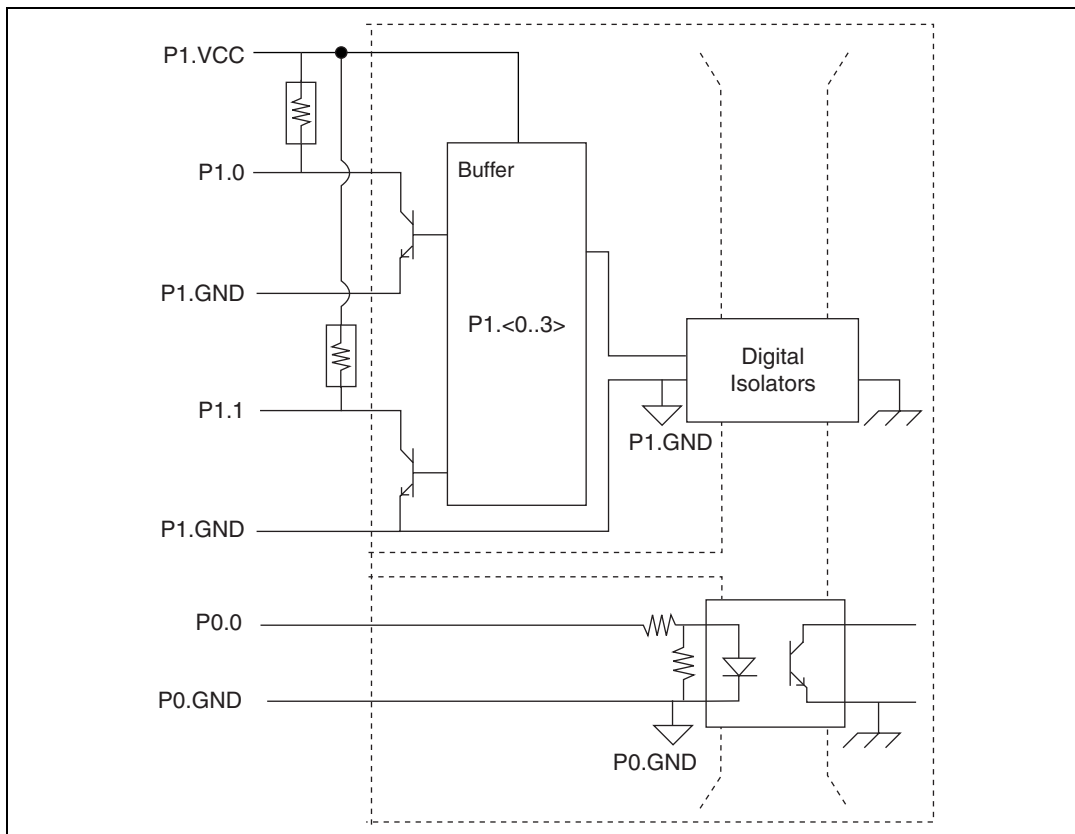 P1.VCC
P1.0
Buffer
P1.GND
P1.<0..3>
Digital
Isolators
P1.1
P1.GND
P1.GND
P0.0
P0.GND
P0.GND